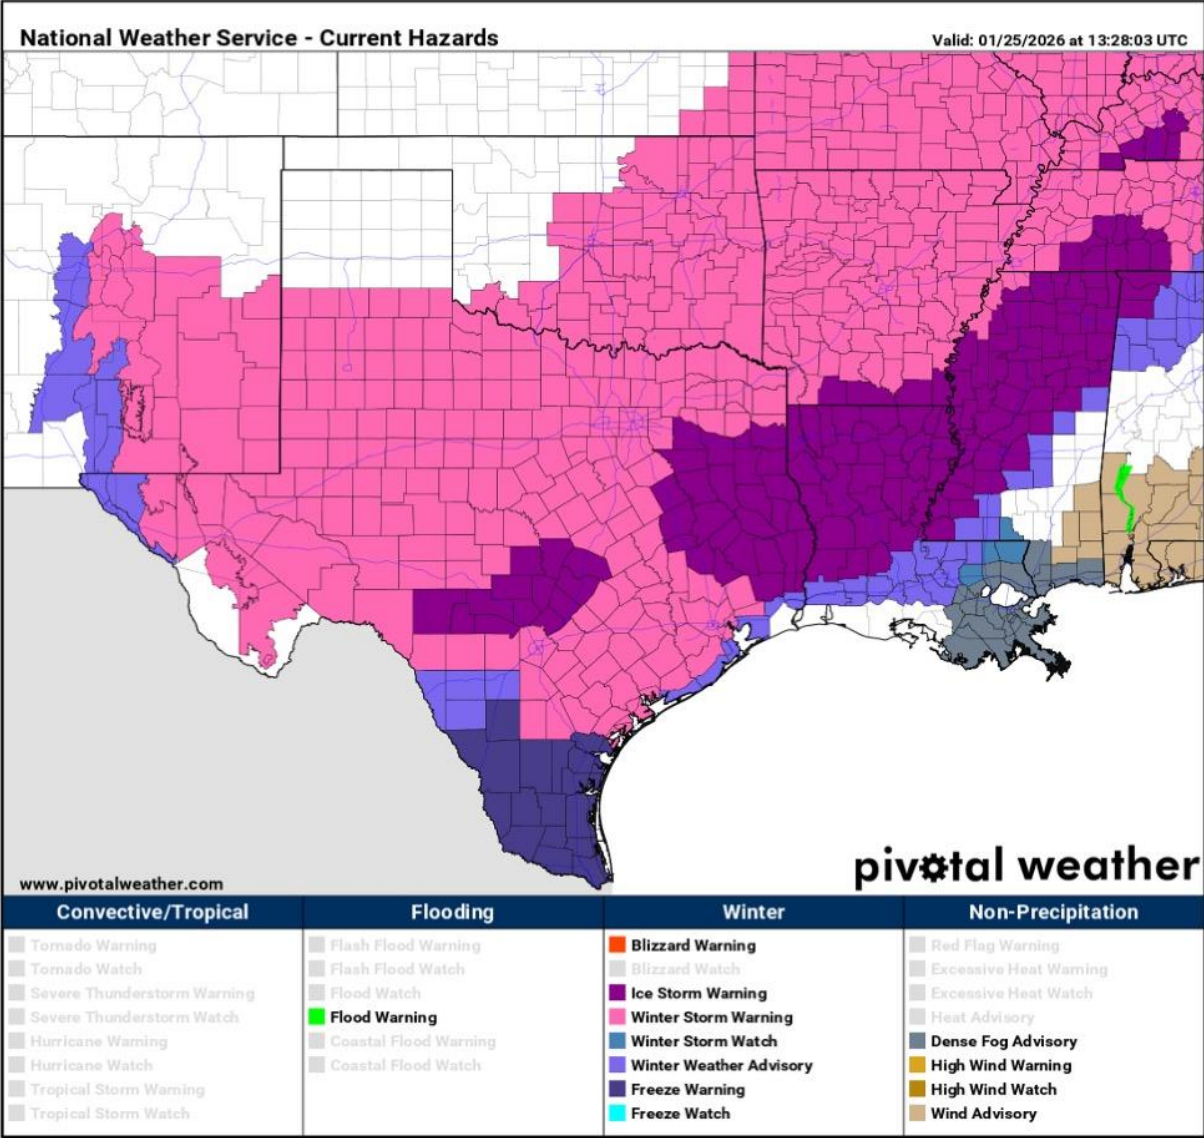 National Weather Service - Current Hazards
Valid: 01/25/2026 at 13:28:03 UTC
www.pivotalweather.com
pivotal weather
Convective/Tropical
Tornado Warning
Tornado Watch
Severe Thunderstorm Warning
Severe Thunderstorm Watch
Hurricane Warning
Hurricane Watch
Tropical Storm Warning
Tropical Storm Watch
Flooding
Flash Flood Warning
Flash Flood Watch
Flood Watch
Flood Warning
Coastal Flood Warning
Coastal Flood Watch
Winter
Blizzard Warning
Blizzard Watch
Ice Storm Warning
Winter Storm Warning
Winter Storm Watch
Winter Weather Advisory
Freeze Warning
Freeze Watch
Non-Precipitation
Red Flag Warning
Excessive Heat Warning
Excessive Heat Watch
Heat Advisory
Dense Fog Advisory
High Wind Warning
High Wind Watch
Wind Advisory